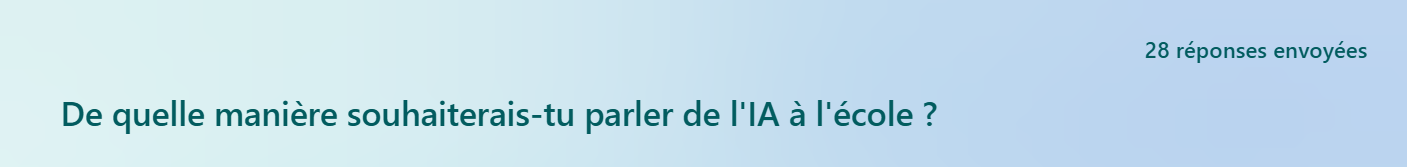 28 réponses envoyées
De quelle manière souhaiterais-tu parler de l'IA à l'école ?